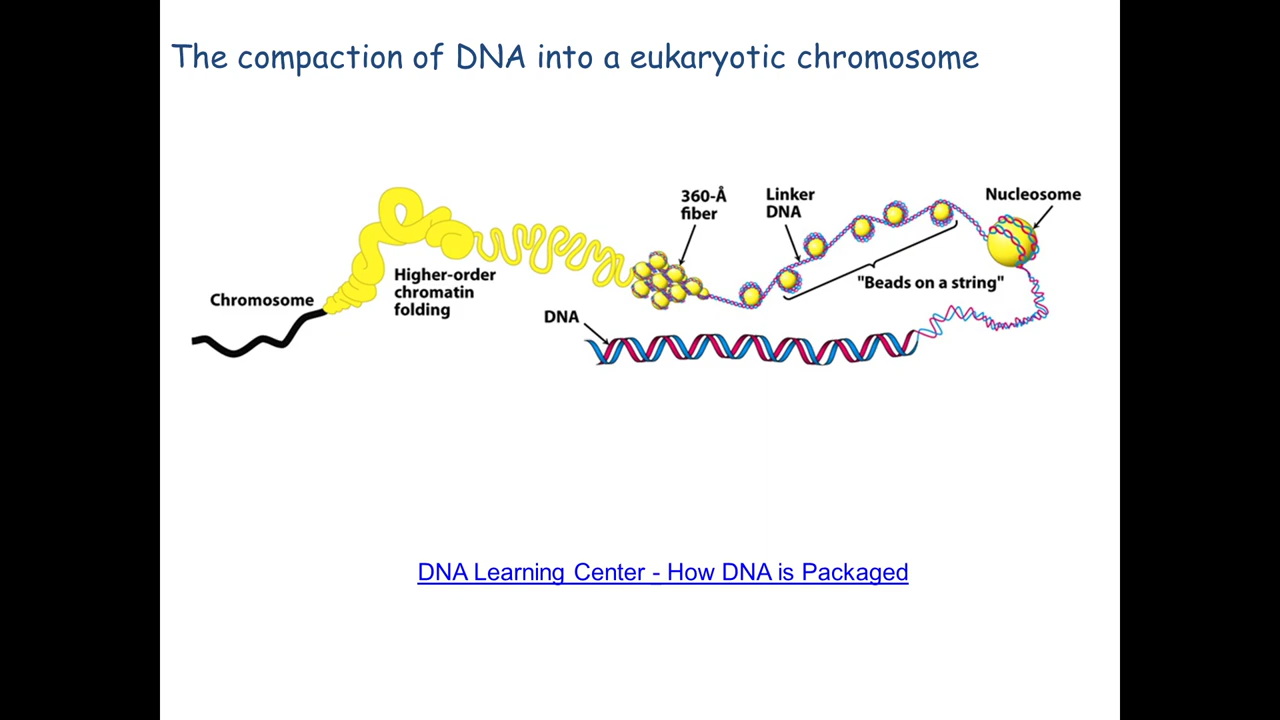 The compaction of DNA into a eukaryotic chromosome
360-Å
fiber
Linker
DNA
Nucleosome
Higher-order
chromatin
folding
"Beads on a string"
Chromosome
DNA
DNA Learning Center - How DNA is Packaged